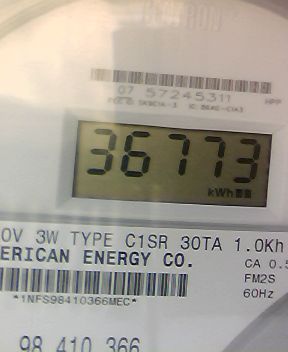 07 57245311
36773
kWh
0V 3W TYPE C1SR 30TA 1.0Kh
ERICAN ENERGY CO.
CA 0.5
FM2S
60Hz
*1NFS98410366MEC*
98 410 366